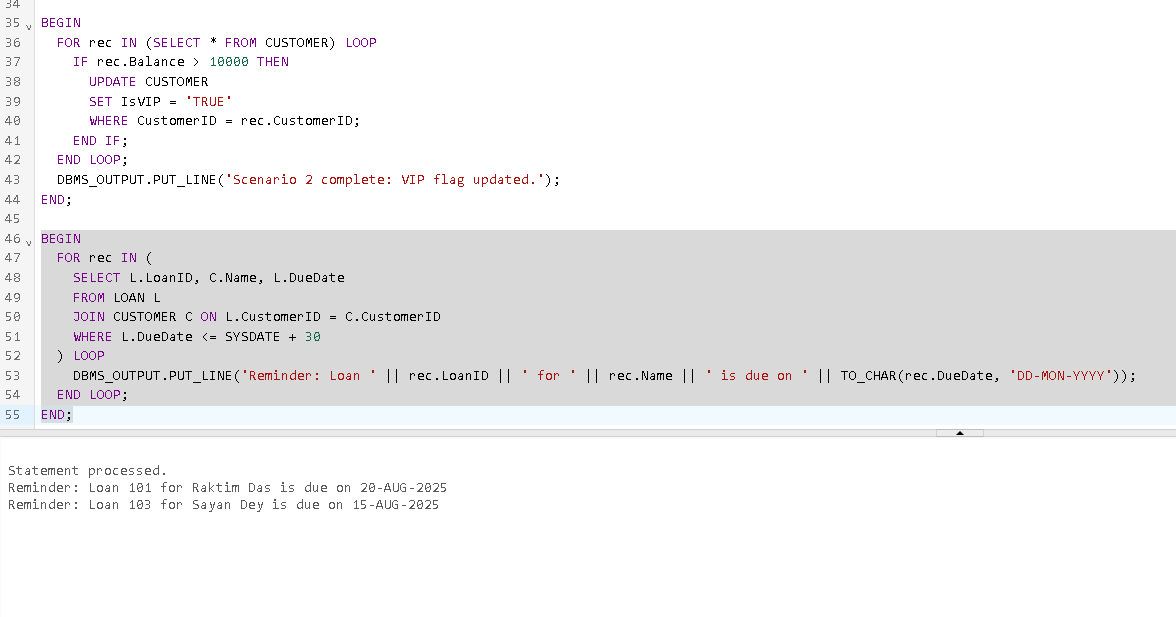 34
35 BEGIN
36   FOR rec IN (SELECT * FROM CUSTOMER) LOOP
37     IF rec.Balance > 10000 THEN
38       UPDATE CUSTOMER
39       SET IsVIP = 'TRUE'
40       WHERE CustomerID = rec.CustomerID;
41     END IF;
42   END LOOP;
43   DBMS_OUTPUT.PUT_LINE('Scenario 2 complete: VIP flag updated.');
44 END;
45
46 BEGIN
47   FOR rec IN (
48     SELECT L.LoanID, C.Name, L.DueDate
49     FROM LOAN L
50     JOIN CUSTOMER C ON L.CustomerID = C.CustomerID
51     WHERE L.DueDate <= SYSDATE + 30
52   ) LOOP
53     DBMS_OUTPUT.PUT_LINE('Reminder: Loan ' || rec.LoanID || ' for ' || rec.Name || ' is due on ' || TO_CHAR(rec.DueDate, 'DD-MON-YYYY'));
54   END LOOP;
55 END;
Statement processed.
Reminder: Loan 101 for Raktim Das is due on 20-AUG-2025
Reminder: Loan 103 for Sayan Dey is due on 15-AUG-2025